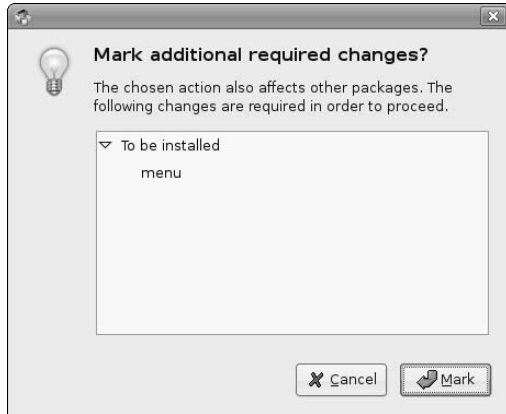 Mark additional required changes?
The chosen action also affects other packages. The
following changes are required in order to proceed.
To be installed
menu
Cancel
Mark